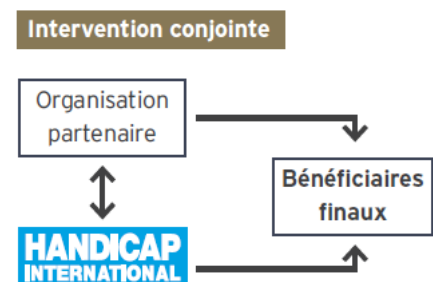 Intervention conjointe
Organisation
partenaire
Bénéficiaires
finaux
HANDICAP
INTERNATIONAL